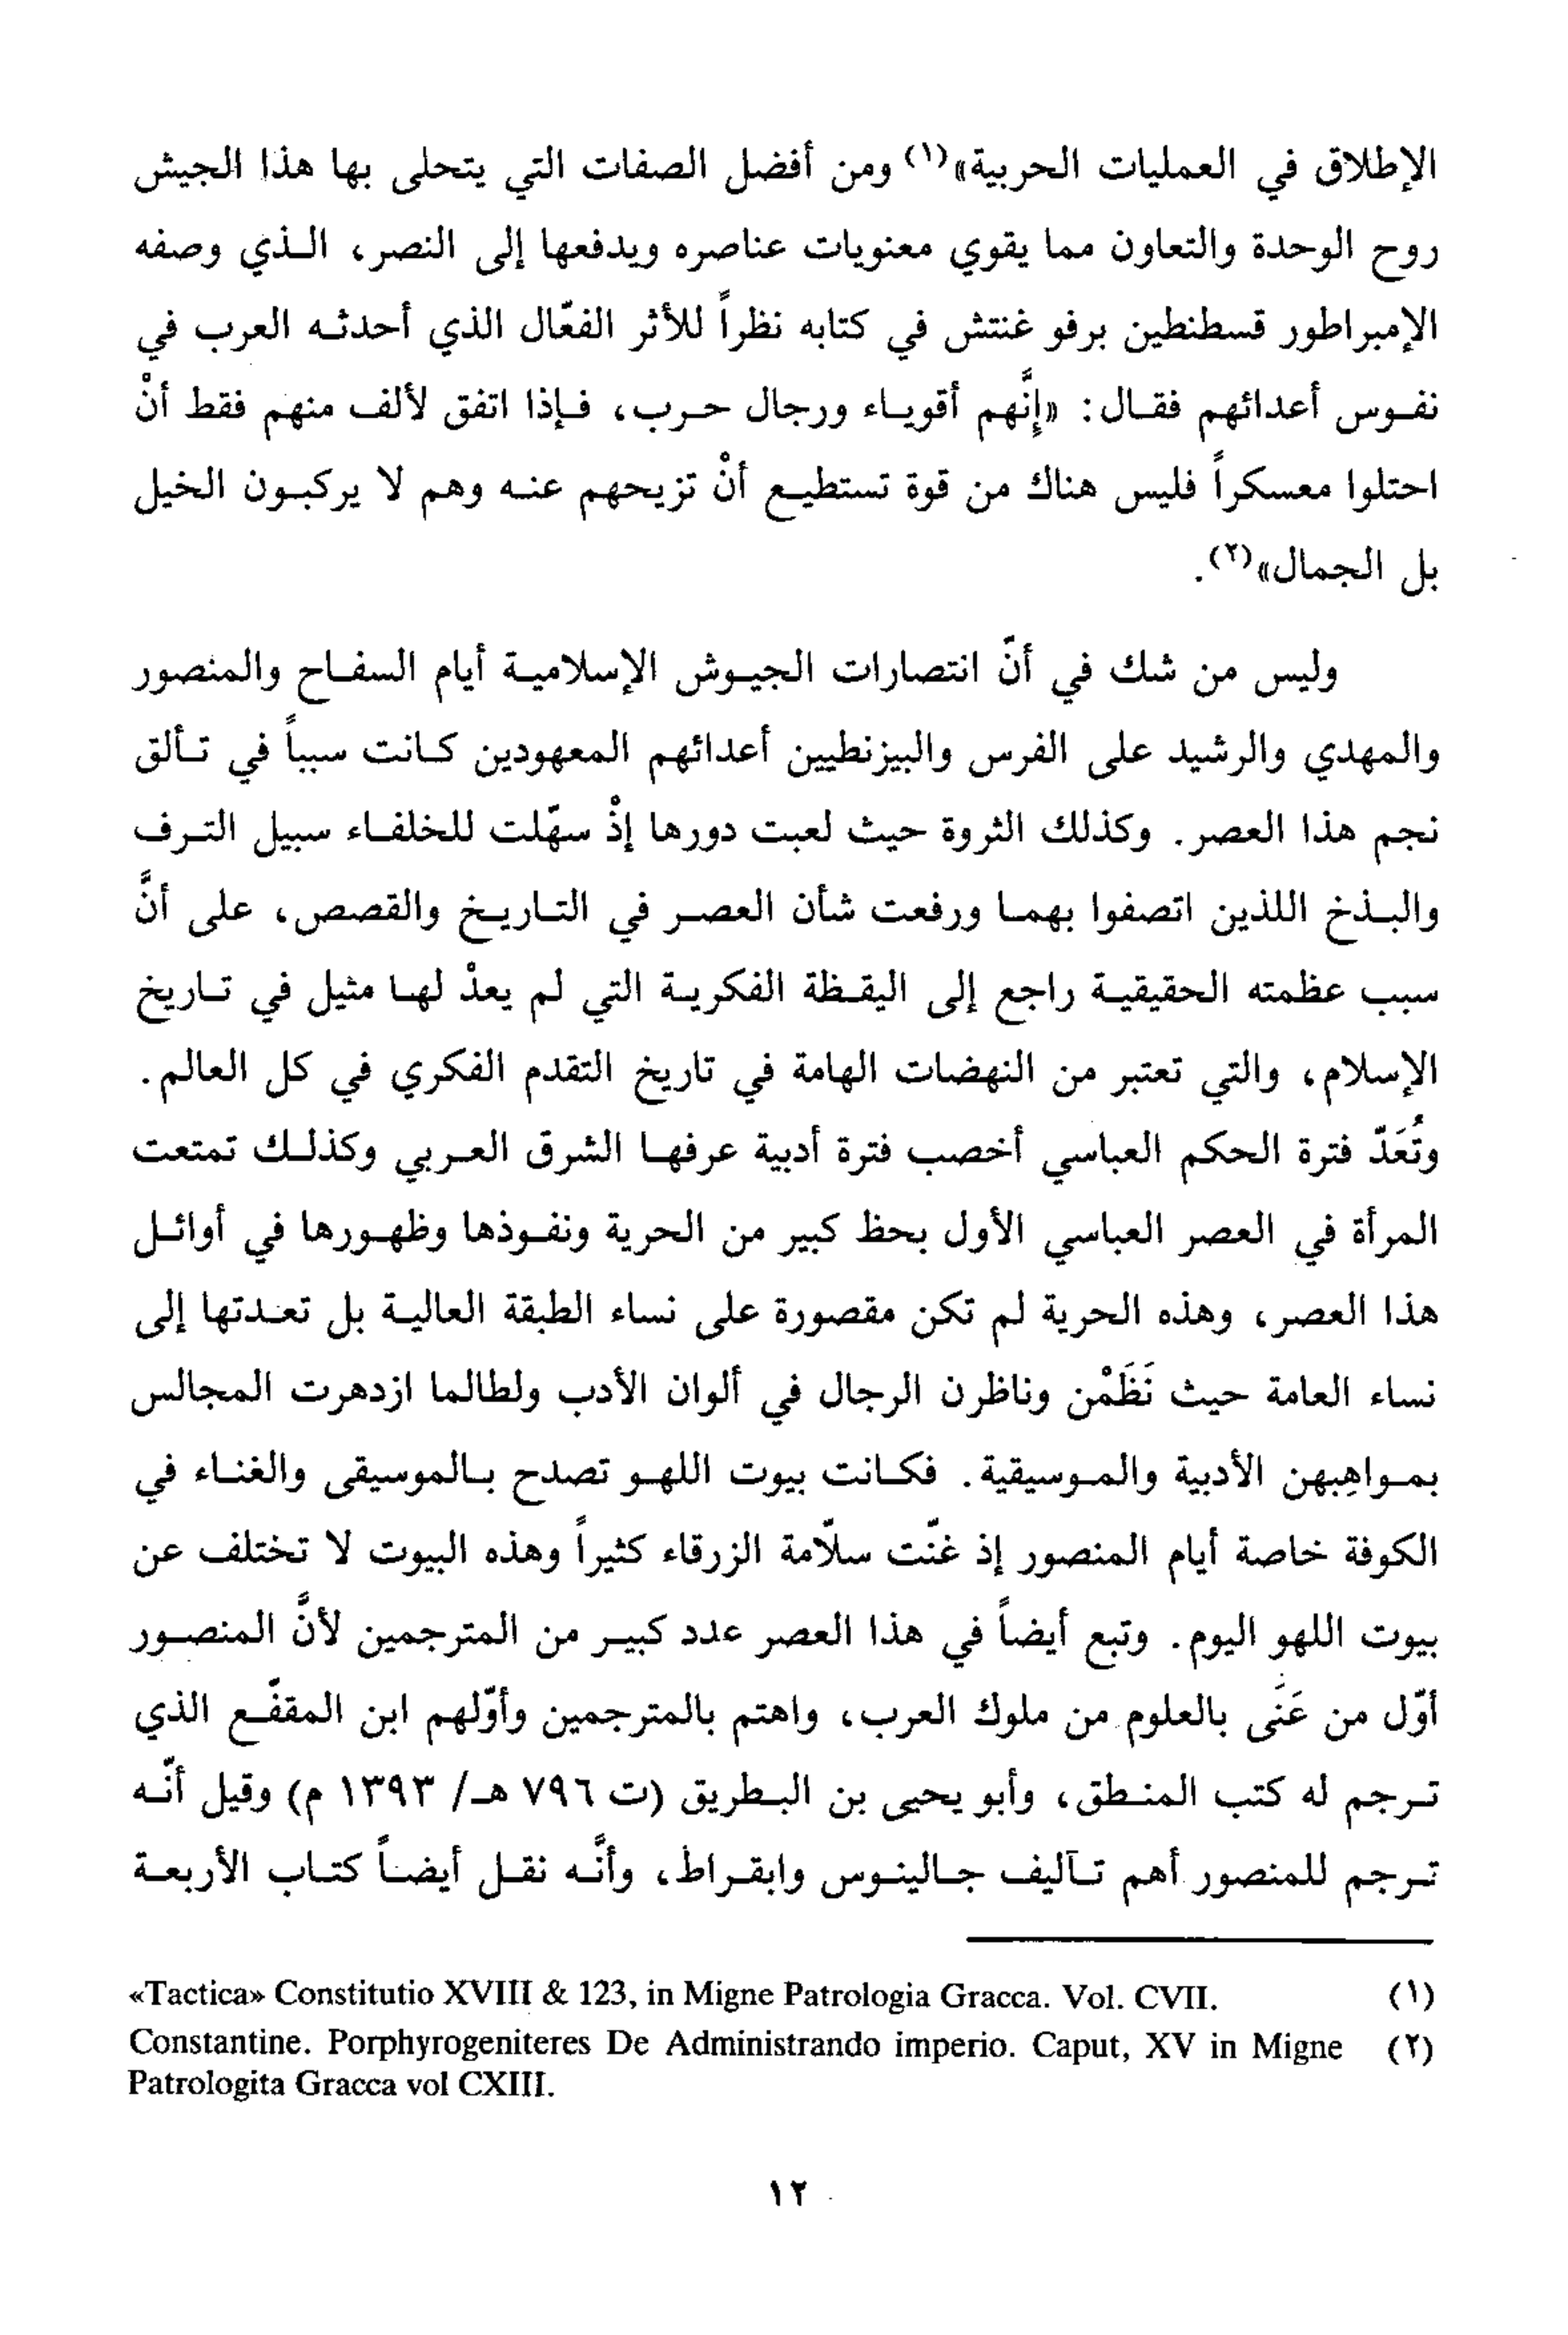 الإطلاق في العمليات الحربية»(١) ومن أفضل الصفات التي يتحلى بها هذا الجيش
روح الوحدة والتعاون مما يقوي معنويات عناصره ويدفعها إلى النصر، الذي وصفه
الإمبراطور قسطنطين برفو غنتش في كتابه نظراً للأثر الفعّال الذي أحدثه العرب في
نفوس أعدائهم فقال: «إنَّهم أقوياء ورجال حرب، فإذا اتفق لألف منهم فقط أنْ
احتلوا معسكراً فليس هناك من قوة تستطيع أنْ تزيحهم عنه وهم لا يركبون الخيل
بل الجمال»(٢).
وليس من شك في أنّ انتصارات الجيوش الإسلامية أيام السفاح والمنصور
والمهدي والرشيد على الفرس والبيزنطيين أعدائهم المعهودين كانت سبباً في تألق
نجم هذا العصر. وكذلك الثروة حيث لعبت دورها إذْ سهّلت للخلفاء سبيل الترف
والبذخ اللذين اتصفوا بهما ورفعت شأن العصر في التاريخ والقصص، على أنَّ
سبب عظمته الحقيقية راجع إلى اليقظة الفكرية التي لم يعدْ لها مثيل في تاريخ
الإسلام، والتي تعتبر من النهضات الهامة في تاريخ التقدم الفكري في كل العالم.
وتُعَدّ فترة الحكم العباسي أخصب فترة أدبية عرفها الشرق العربي وكذلك تمتعت
المرأة في العصر العباسي الأول بحظ كبير من الحرية ونفوذها وظهورها في أوائل
هذا العصر، وهذه الحرية لم تكن مقصورة على نساء الطبقة العالية بل تعدتها إلى
نساء العامة حيث نَظَمْن وناظرن الرجال في ألوان الأدب ولطالما ازدهرت المجالس
بمواهِبهن الأدبية والموسيقية. فكانت بيوت اللهو تصدح بالموسيقى والغناء في
الكوفة خاصة أيام المنصور إذ غنّت سلّامة الزرقاء كثيراً وهذه البيوت لا تختلف عن
بيوت اللهو اليوم. وتبع أيضاً في هذا العصر عدد كبير من المترجمين لأنَّ المنصور
أوّل من عَنَى بالعلوم من ملوك العرب، واهتم بالمترجمين وأوّلهم ابن المقفّع الذي
ترجم له كتب المنطق، وأبو يحيى بن البطريق (ت ٧٩٦ هـ/ ١٣٩٣ م) وقيل أنّه
ترجم للمنصور أهم تآليف جالينوس وابقراط، وأنَّه نقل أيضاً كتاب الأربعة
(١) «Tactica» Constitutio XVIII & 123, in Migne Patrologia Gracca. Vol. CVII.
(٢) Constantine. Porphyrogeniteres De Administrando imperio. Caput, XV in Migne
Patrologita Gracca vol CXIII.
١٢